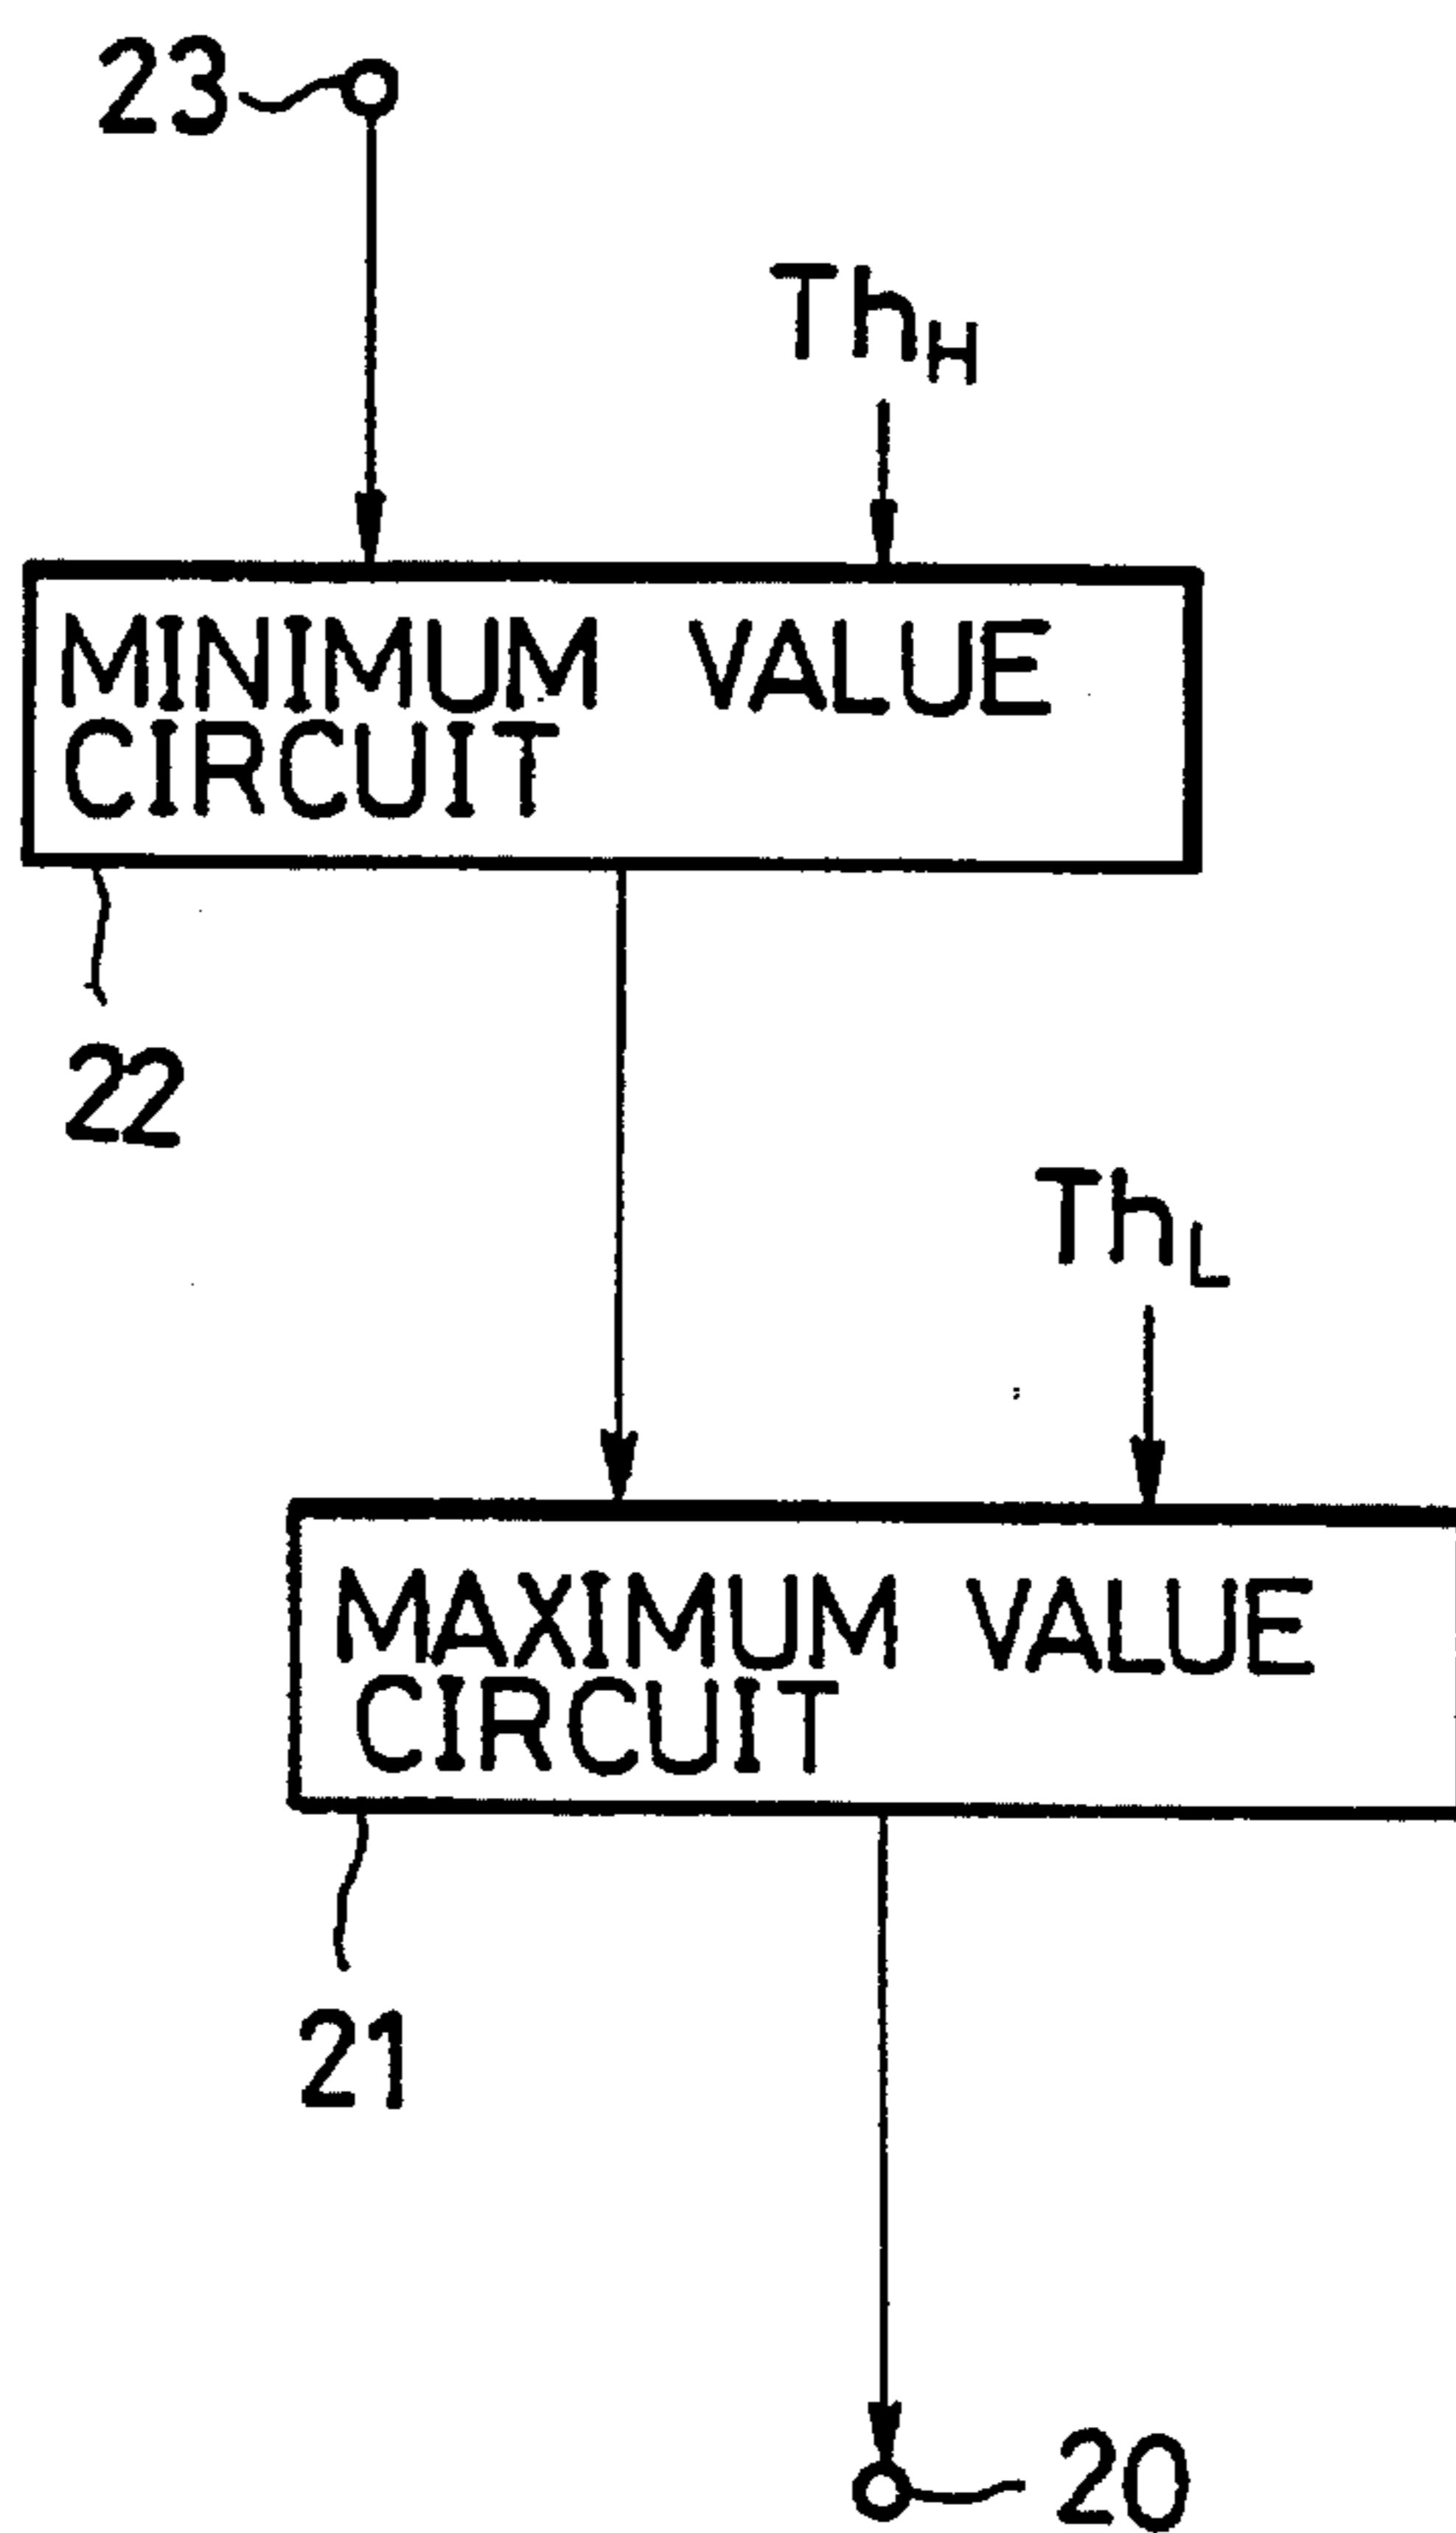 23
Th_H
MINIMUM VALUE
CIRCUIT
22
Th_L
MAXIMUM VALUE
CIRCUIT
21
20